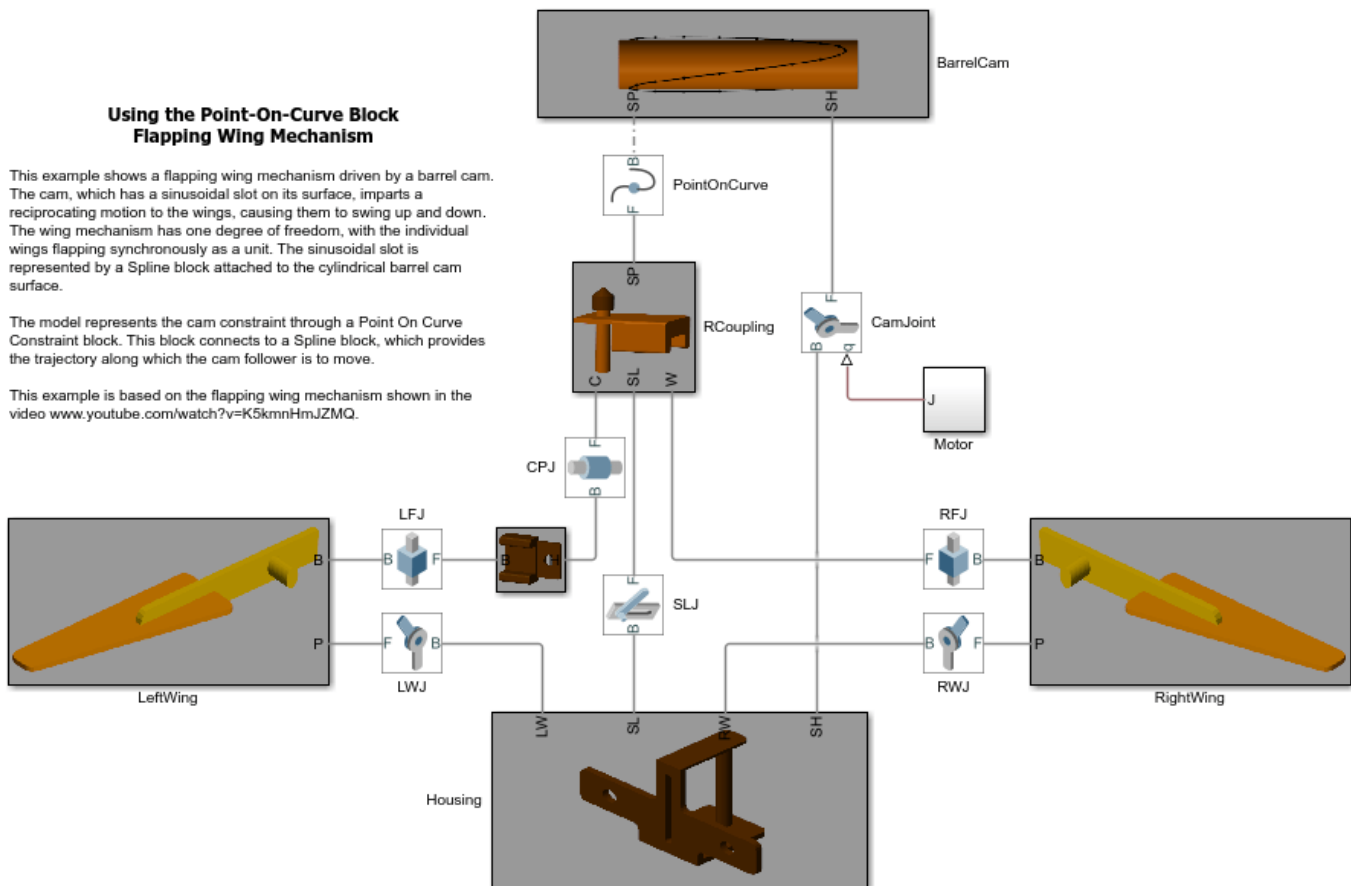 Using the Point-On-Curve Block
Flapping Wing Mechanism
This example shows a flapping wing mechanism driven by a barrel cam.
The cam, which has a sinusoidal slot on its surface, imparts a
reciprocating motion to the wings, causing them to swing up and down.
The wing mechanism has one degree of freedom, with the individual
wings flapping synchronously as a unit. The sinusoidal slot is
represented by a Spline block attached to the cylindrical barrel cam
surface.
The model represents the cam constraint through a Point On Curve
Constraint block. This block connects to a Spline block, which provides
the trajectory along which the cam follower is to move.
This example is based on the flapping wing mechanism shown in the
video www.youtube.com/watch?v=K5kmnHmJZMQ.
BarrelCam
SP
SH
B
PointOnCurve
F
SP
RCoupling
C
SL
W
F
CamJoint
B
q
J
Motor
F
CPJ
B
LFJ
B
B
F
B
H
RFJ
F
B
B
F
SLJ
B
P
F
B
LWJ
B
F
P
RWJ
LeftWing
RightWing
LW
SL
RW
SH
Housing